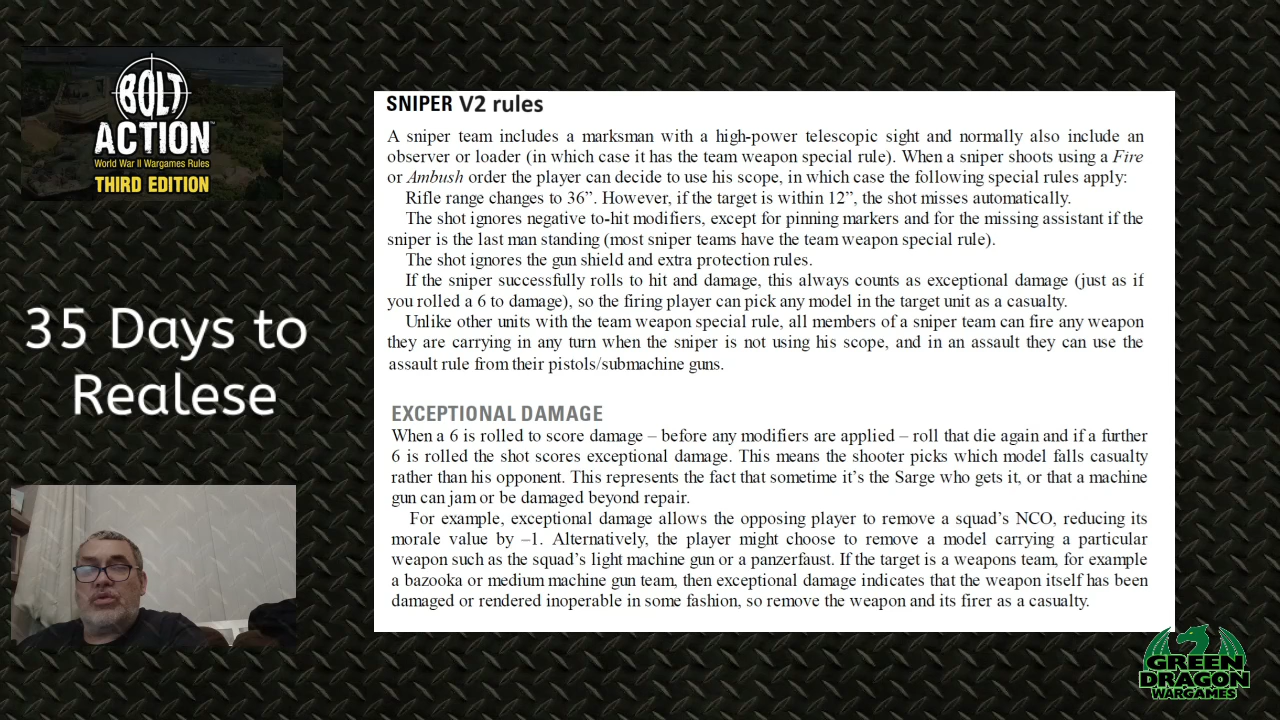 BOLT
ACTION
World War II Wargames Rules
THIRD EDITION
35 Days to
Realese
SNIPER V2 rules
A sniper team includes a marksman with a high-power telescopic sight and normally also include an
observer or loader (in which case it has the team weapon special rule). When a sniper shoots using a Fire
or Ambush order the player can decide to use his scope, in which case the following special rules apply:
Rifle range changes to 36”. However, if the target is within 12”, the shot misses automatically.
The shot ignores negative to-hit modifiers, except for pinning markers and for the missing assistant if the
sniper is the last man standing (most sniper teams have the team weapon special rule).
The shot ignores the gun shield and extra protection rules.
If the sniper successfully rolls to hit and damage, this always counts as exceptional damage (just as if
you rolled a 6 to damage), so the firing player can pick any model in the target unit as a casualty.
Unlike other units with the team weapon special rule, all members of a sniper team can fire any weapon
they are carrying in any turn when the sniper is not using his scope, and in an assault they can use the
assault rule from their pistols/submachine guns.
EXCEPTIONAL DAMAGE
When a 6 is rolled to score damage – before any modifiers are applied – roll that die again and if a further
6 is rolled the shot scores exceptional damage. This means the shooter picks which model falls casualty
rather than his opponent. This represents the fact that sometime it’s the Sarge who gets it, or that a machine
gun can jam or be damaged beyond repair.
For example, exceptional damage allows the opposing player to remove a squad’s NCO, reducing its
morale value by –1. Alternatively, the player might choose to remove a model carrying a particular
weapon such as the squad’s light machine gun or a panzerfaust. If the target is a weapons team, for example
a bazooka or medium machine gun team, then exceptional damage indicates that the weapon itself has been
damaged or rendered inoperable in some fashion, so remove the weapon and its firer as a casualty.
GREEN
DRAGON
WARGAMES